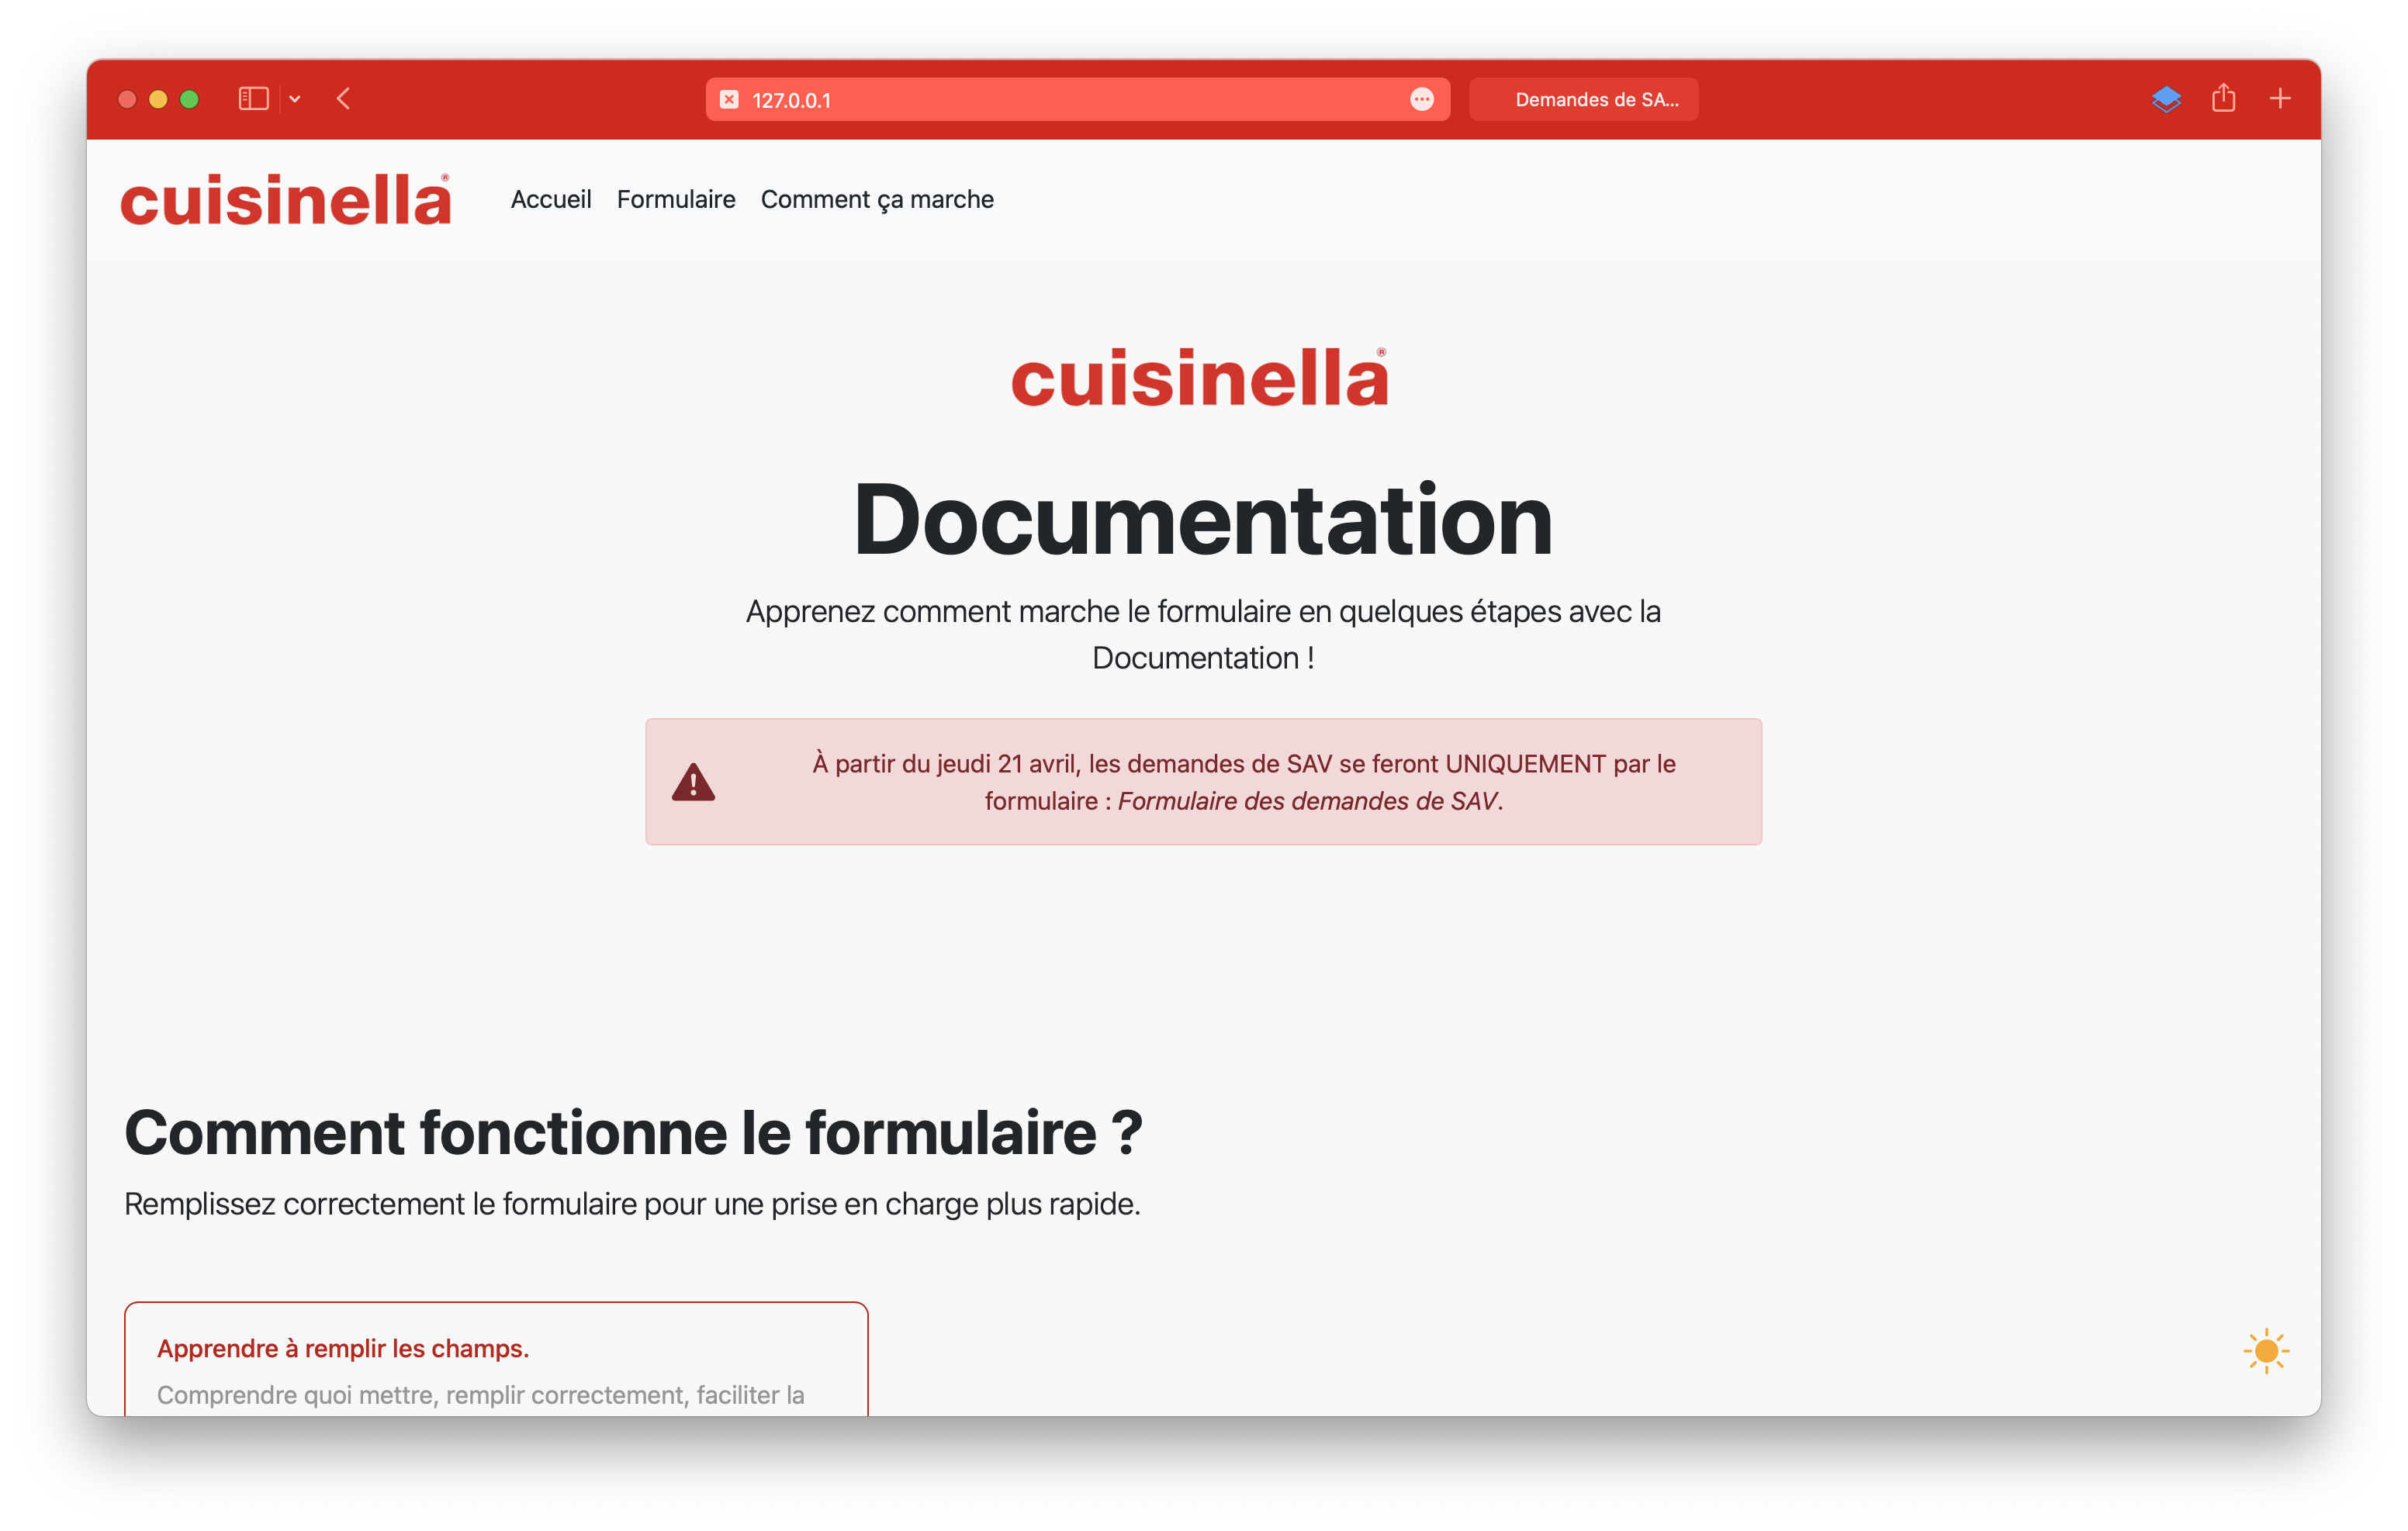 127.0.0.1
Demandes de SA...
cuisinella®
Accueil Formulaire Comment ça marche
cuisinella®
Documentation
Apprenez comment marche le formulaire en quelques étapes avec la
Documentation !
À partir du jeudi 21 avril, les demandes de SAV se feront UNIQUEMENT par le
formulaire : Formulaire des demandes de SAV.
Comment fonctionne le formulaire ?
Remplissez correctement le formulaire pour une prise en charge plus rapide.
Apprendre à remplir les champs.
Comprendre quoi mettre, remplir correctement, faciliter la